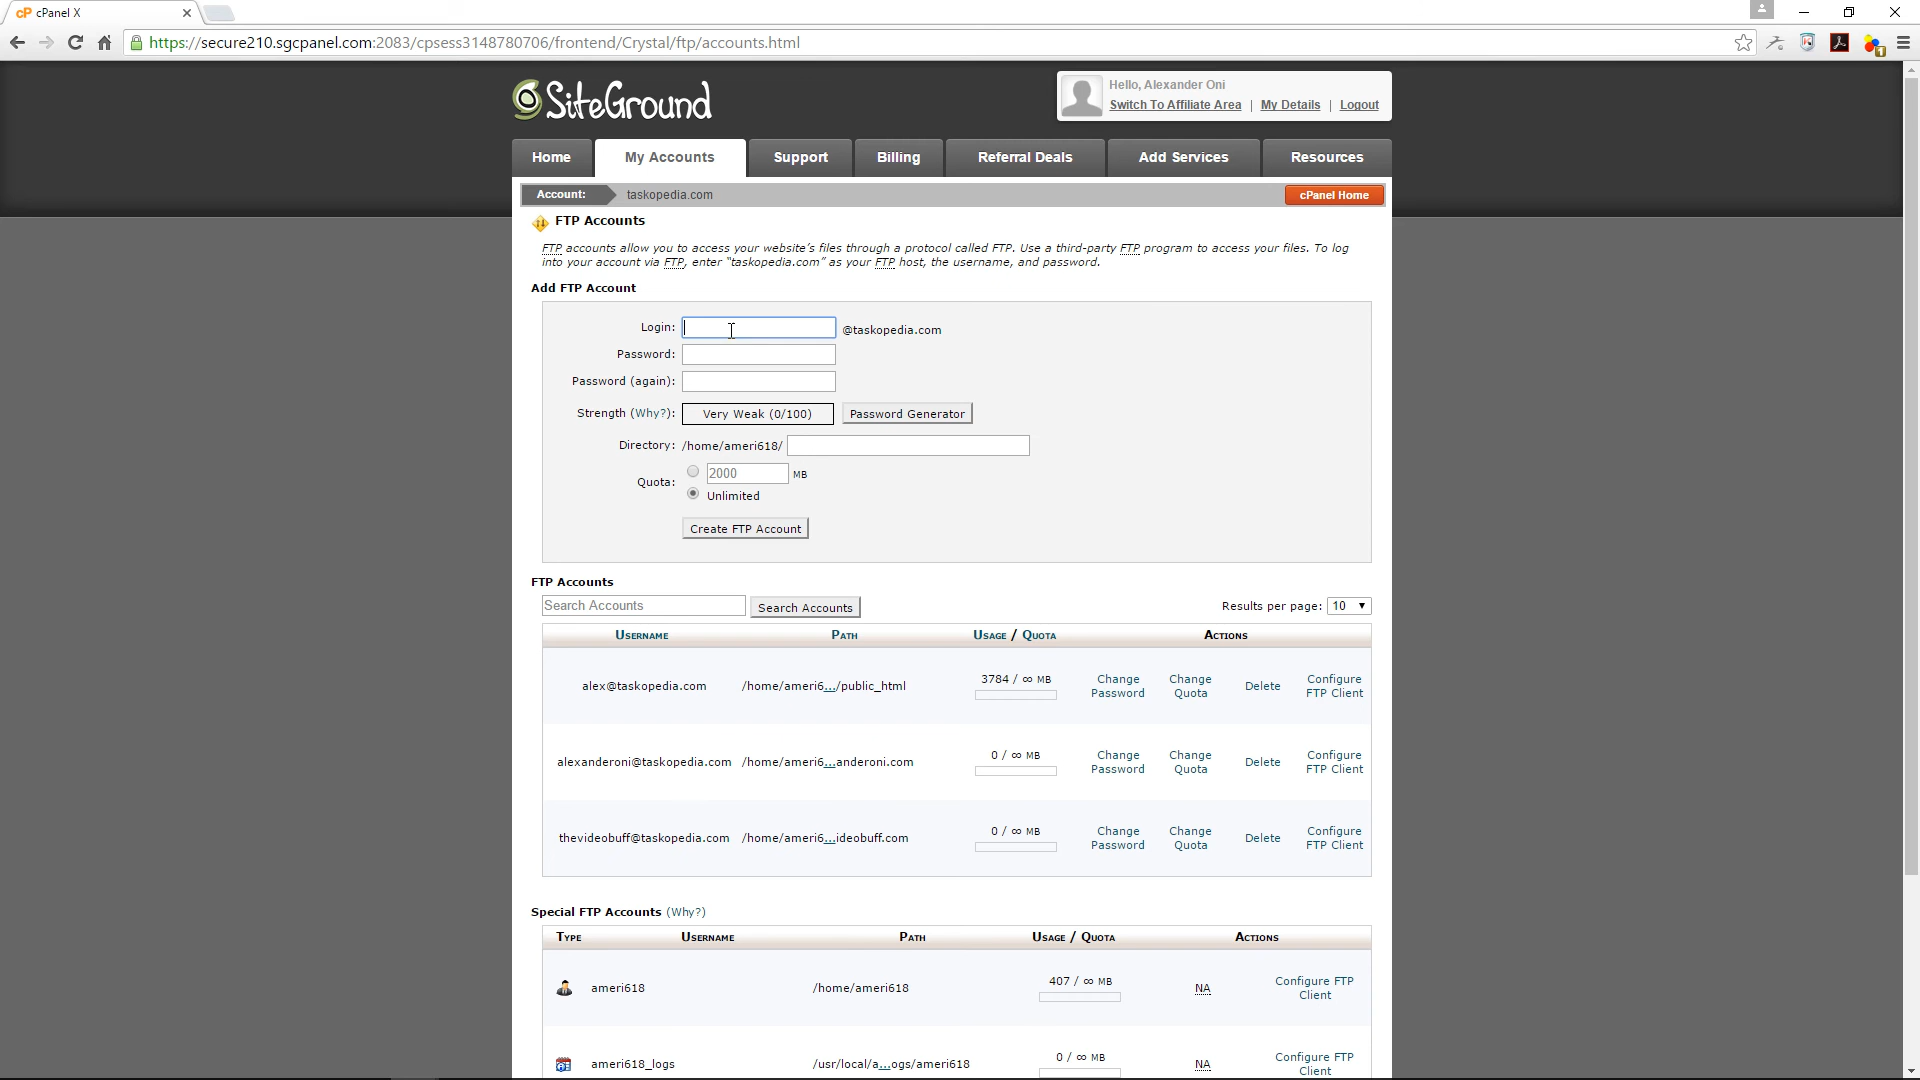 cP cPanel X
https://secure210.sgcpanel.com:2083/cpsess3148780706/frontend/Crystal/ftp/accounts.html
SiteGround
Hello, Alexander Oni
Switch To Affiliate Area | My Details | Logout
Home
My Accounts
Support
Billing
Referral Deals
Add Services
Resources
Account:
taskopedia.com
cPanel Home
FTP Accounts
FTP accounts allow you to access your website's files through a protocol called FTP. Use a third-party FTP program to access your files. To log
into your account via FTP, enter "taskopedia.com" as your FTP host, the username, and password.
Add FTP Account
Login: @taskopedia.com
Password:
Password (again):
Strength (Why?): Very Weak (0/100) Password Generator
Directory: /home/ameri618/
Quota: 2000 MB
Unlimited
Create FTP Account
FTP Accounts
Search Accounts Search Accounts Results per page: 10
Username Path Usage / Quota Actions
alex@taskopedia.com /home/ameri6.../public_html 3784 / ∞ MB Change Password Change Quota Delete Configure FTP Client
alexanderoni@taskopedia.com /home/ameri6...anderoni.com 0 / ∞ MB Change Password Change Quota Delete Configure FTP Client
thevideobuff@taskopedia.com /home/ameri6...ideobuff.com 0 / ∞ MB Change Password Change Quota Delete Configure FTP Client
Special FTP Accounts (Why?)
Type Username Path Usage / Quota Actions
ameri618 /home/ameri618 407 / ∞ MB NA Configure FTP Client
ameri618_logs /usr/local/a...ogs/ameri618 0 / ∞ MB NA Configure FTP Client